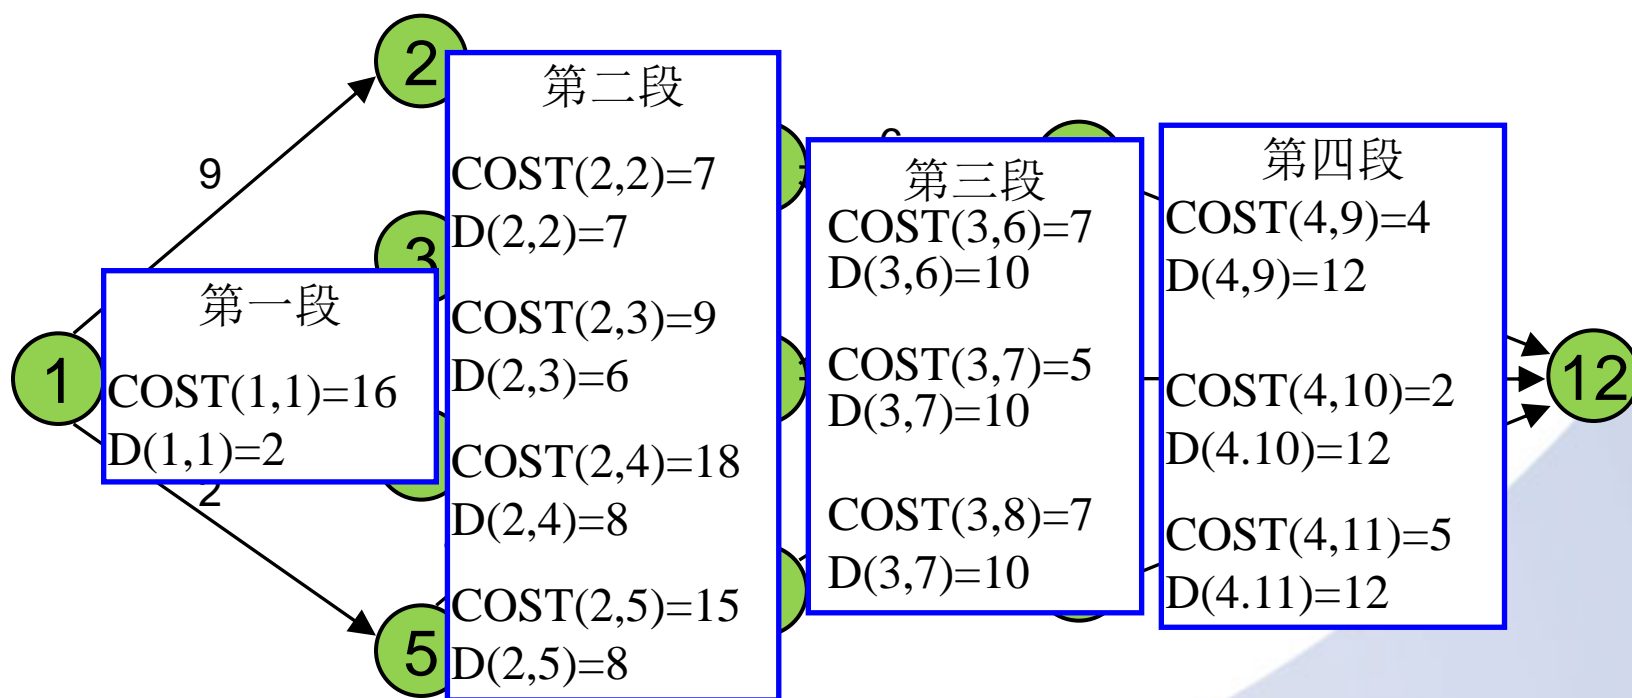 1
2
3
5
12
9
2
第一段
COST(1,1)=16
D(1,1)=2
第二段
COST(2,2)=7
D(2,2)=7
COST(2,3)=9
D(2,3)=6
COST(2,4)=18
D(2,4)=8
COST(2,5)=15
D(2,5)=8
第三段
COST(3,6)=7
D(3,6)=10
COST(3,7)=5
D(3,7)=10
COST(3,8)=7
D(3,7)=10
第四段
COST(4,9)=4
D(4,9)=12
COST(4,10)=2
D(4.10)=12
COST(4,11)=5
D(4.11)=12